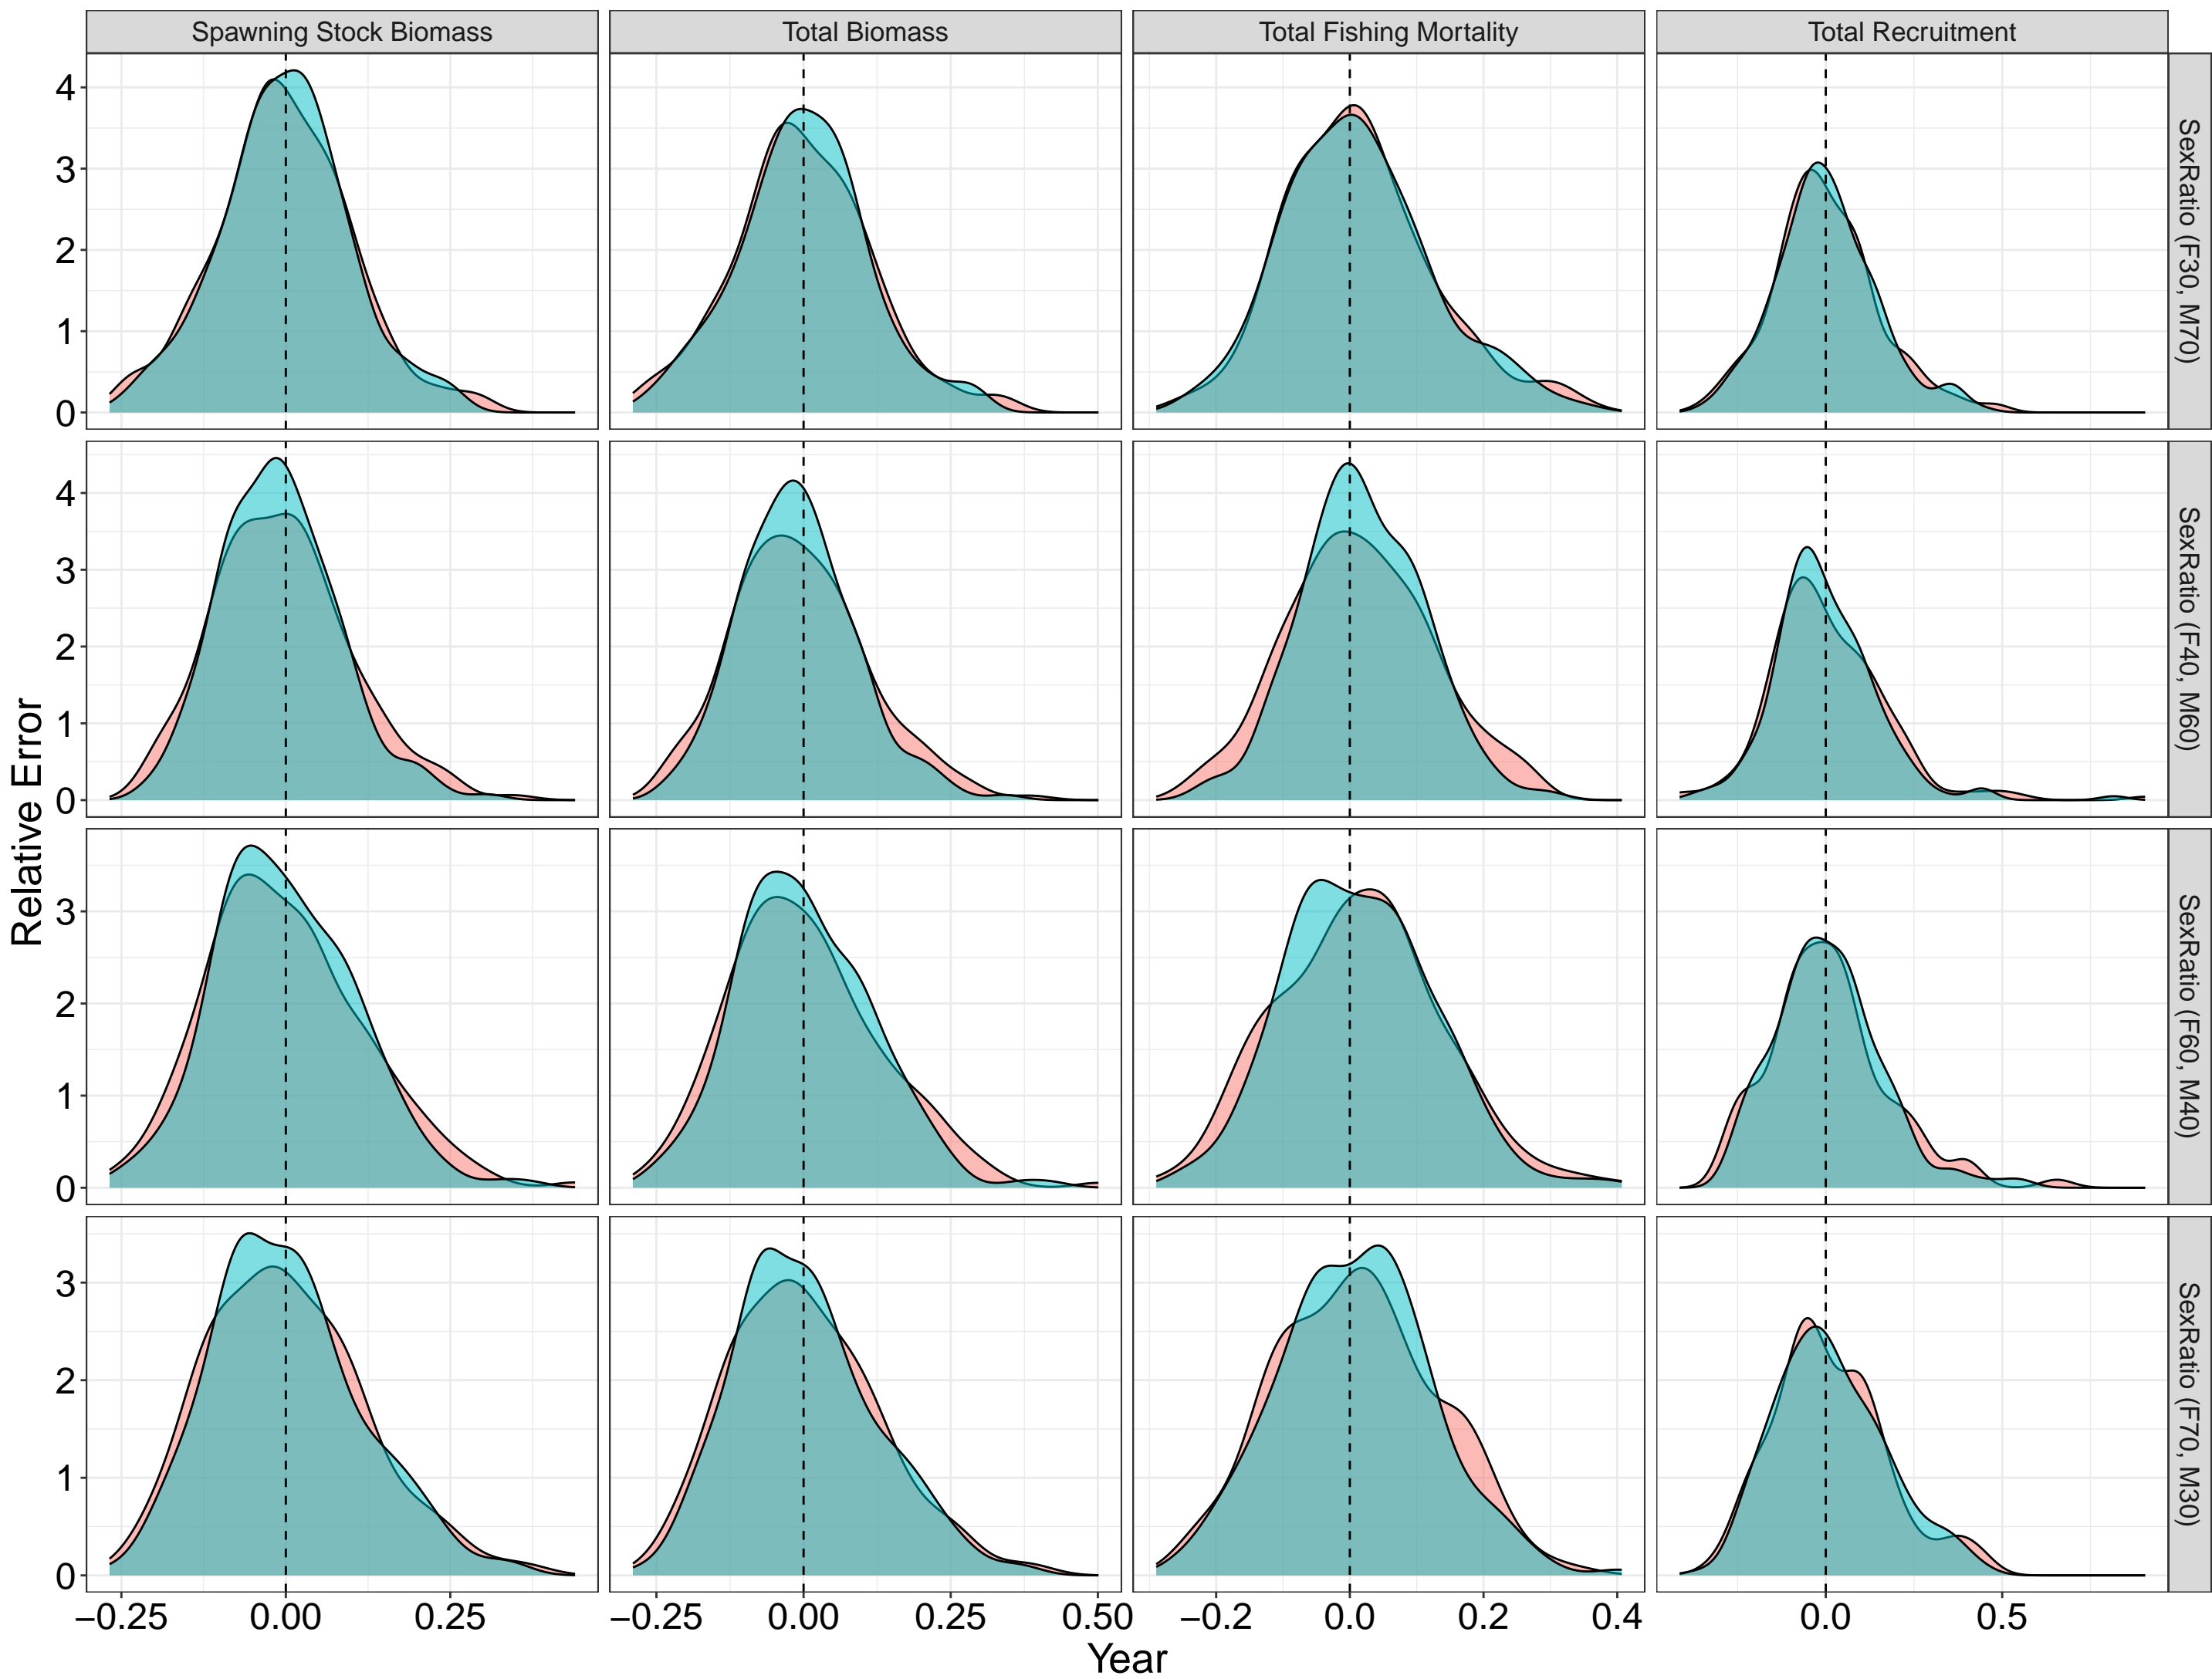 Spawning Stock Biomass
Total Biomass
Total Fishing Mortality
Total Recruitment
4
3
2
1
0
SexRatio (F30, M70)
4
3
2
1
0
SexRatio (F40, M60)
Relative Error
3
2
1
0
SexRatio (F60, M40)
3
2
1
0
SexRatio (F70, M30)
−0.25 0.00 0.25
−0.25 0.00 0.25 0.50
−0.2 0.0 0.2 0.4
0.0 0.5
Year